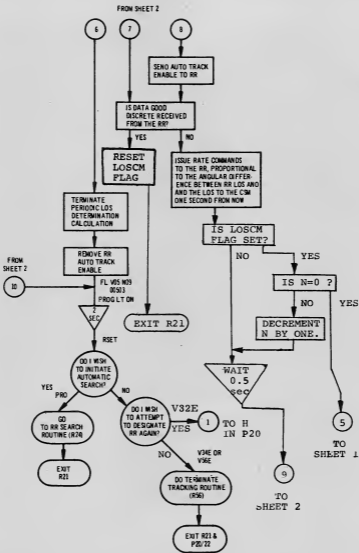 FROM SHEET 2
6
7
8
SEND AUTO TRACK
ENABLE TO RR
IS DATA GOOD
DISCRETE RECEIVED
FROM THE RR?
YES
NO
RESET
LOSCM
FLAG
ISSUE RATE COMMANDS
TO THE RR, PROPORTIONAL
TO THE ANGULAR DIFFER-
ENCE BETWEEN RR LOS AND
AND THE LOS TO THE CSM
ONE SECOND FROM NOW
TERMINATE
PERIODIC LOS
DETERMINATION
CALCULATION
IS LOSCM
FLAG SET?
NO
YES
REMOVE RR
AUTO TRACK
ENABLE
FROM
SHEET 2
10
FL V05 N09
00503
PROG LT ON
IS N=0 ?
YES
NO
2
SEC
EXIT R21
DECREMENT
N BY ONE.
RSET
DO I WISH
TO INITIATE
AUTOMATIC
SEARCH?
WAIT
0.5
sec
YES
PRO
NO
GO
TO RR SEARCH
ROUTINE (R24)
DO I WISH
TO ATTEMPT
TO DESIGNATE
RR AGAIN?
V32E
YES
1
TO H
IN P20
5
TO
SHEET 1
EXIT
R21
NO
V34E OR
V56E
9
TO
SHEET 2
DO TERMINATE
TRACKING ROUTINE
(R56)
EXIT R21 &
P20/22